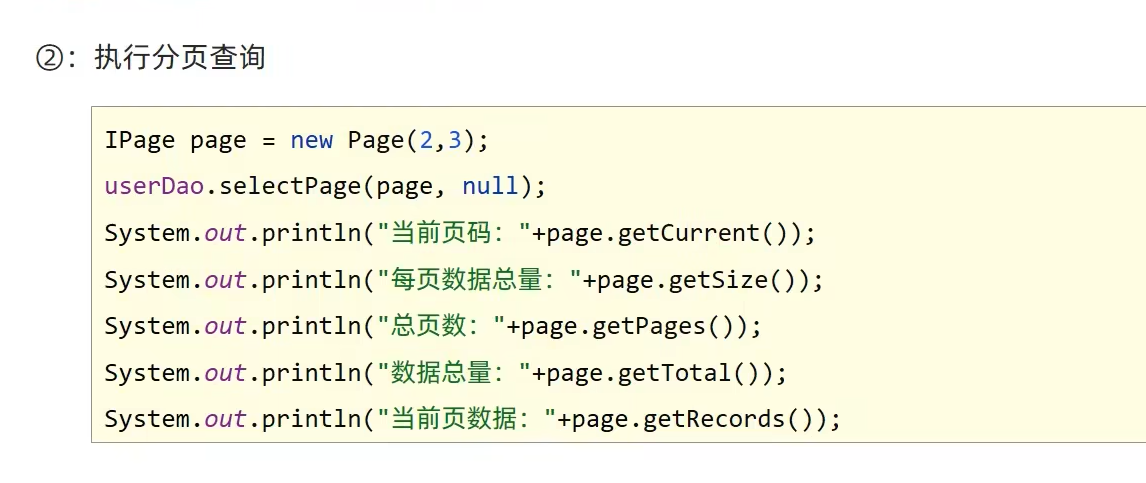 ②：执行分页查询
IPage page = new Page(2,3);
userDao.selectPage(page, null);
System.out.println("当前页码："+page.getCurrent());
System.out.println("每页数据总量："+page.getSize());
System.out.println("总页数："+page.getPages());
System.out.println("数据总量："+page.getTotal());
System.out.println("当前页数据："+page.getRecords());